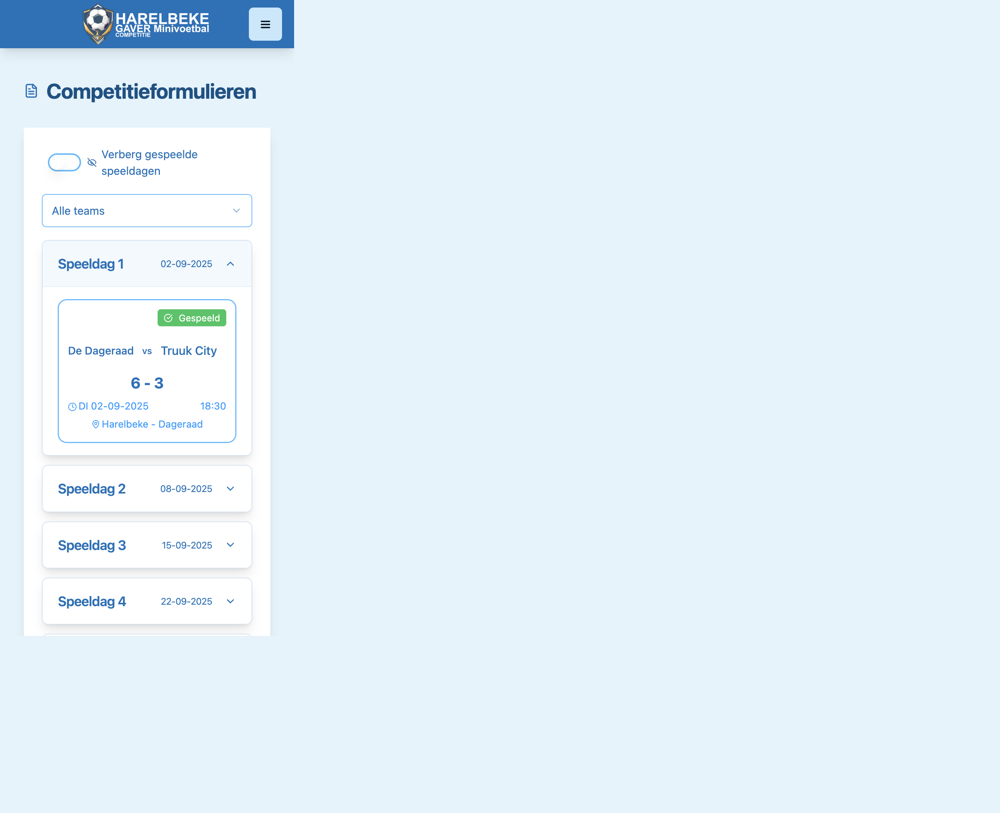 HARELBEKE
GAVER Minivoetbal
COMPETITIE
Competitieformulieren
Verberg gespeelde
speeldagen
Alle teams
Speeldag 1 02-09-2025
Gespeeld
De Dageraad vs Truuk City
6 - 3
DI 02-09-2025 18:30
Harelbeke - Dageraad
Speeldag 2 08-09-2025
Speeldag 3 15-09-2025
Speeldag 4 22-09-2025